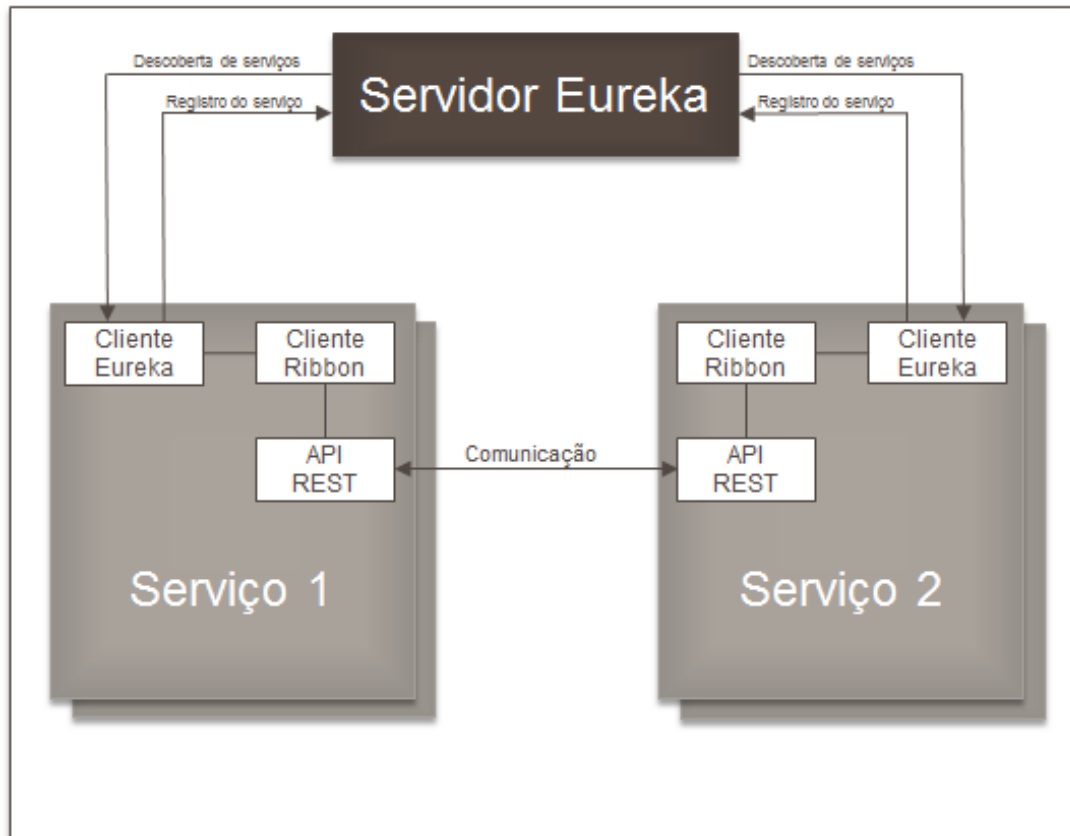 Descoberta de serviços
Registro do serviço
Servidor Eureka
Descoberta de serviços
Registro do serviço
Cliente
Eureka
Cliente
Ribbon
API
REST
Serviço 1
Comunicação
Cliente
Ribbon
Cliente
Eureka
API
REST
Serviço 2